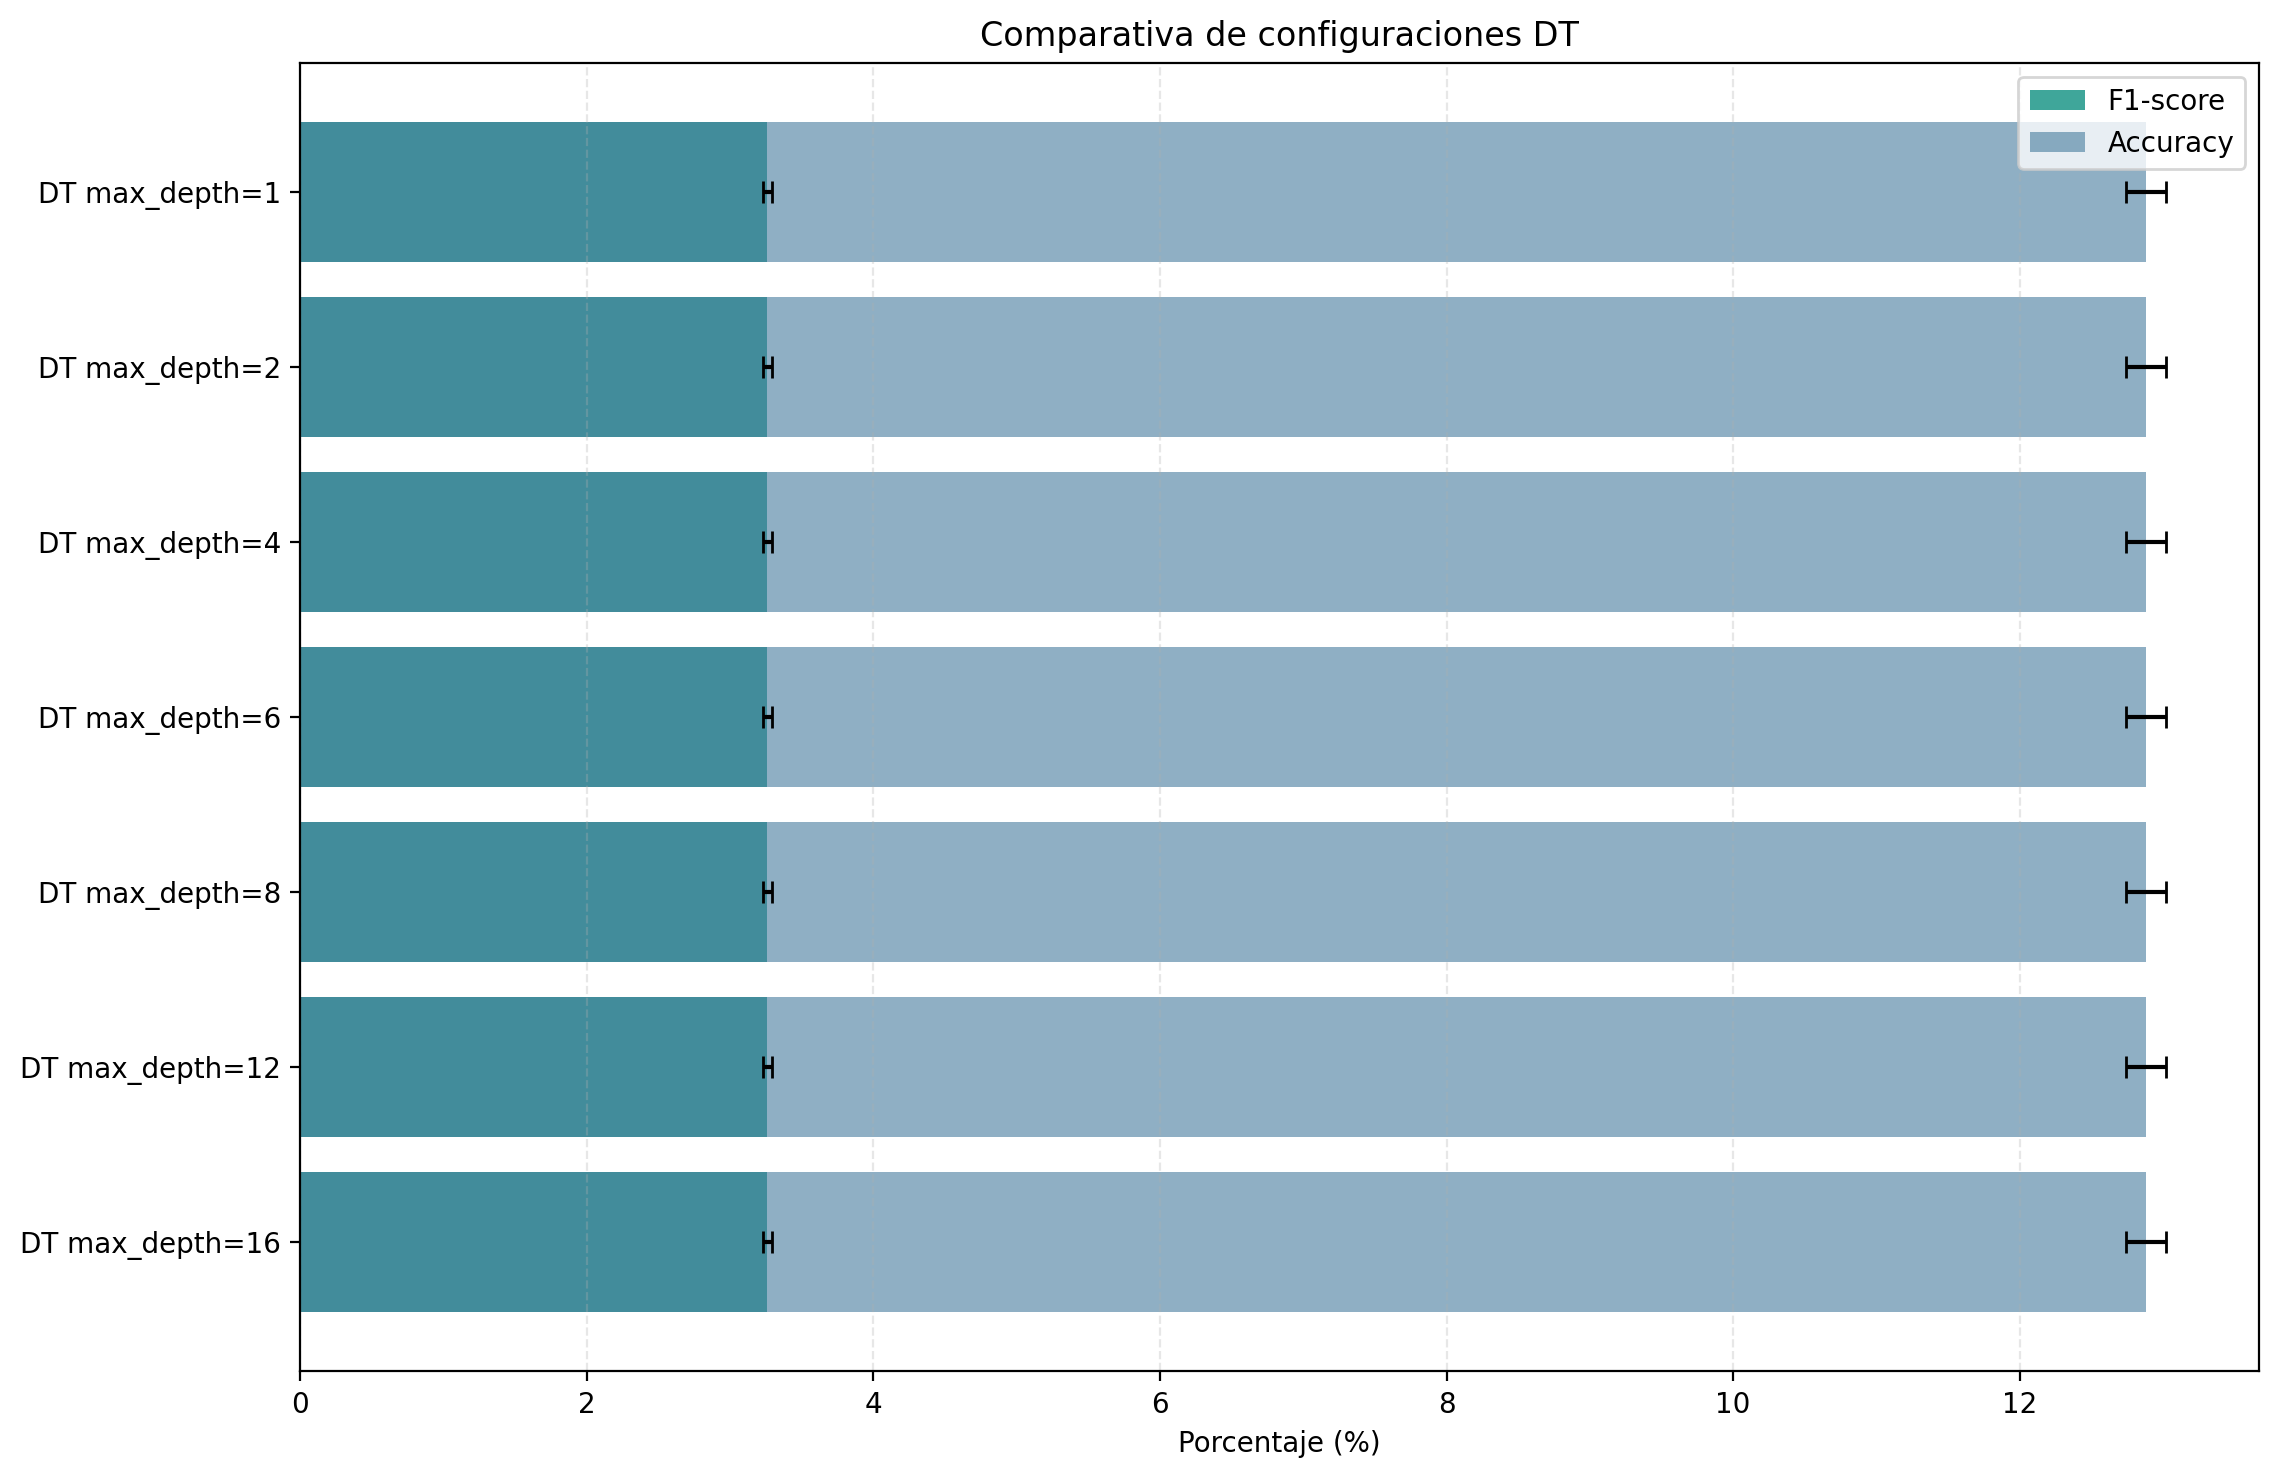 Comparativa de configuraciones DT
F1-score
Accuracy
DT max_depth=1
DT max_depth=2
DT max_depth=4
DT max_depth=6
DT max_depth=8
DT max_depth=12
DT max_depth=16
0 2 4 6 8 10 12
Porcentaje (%)